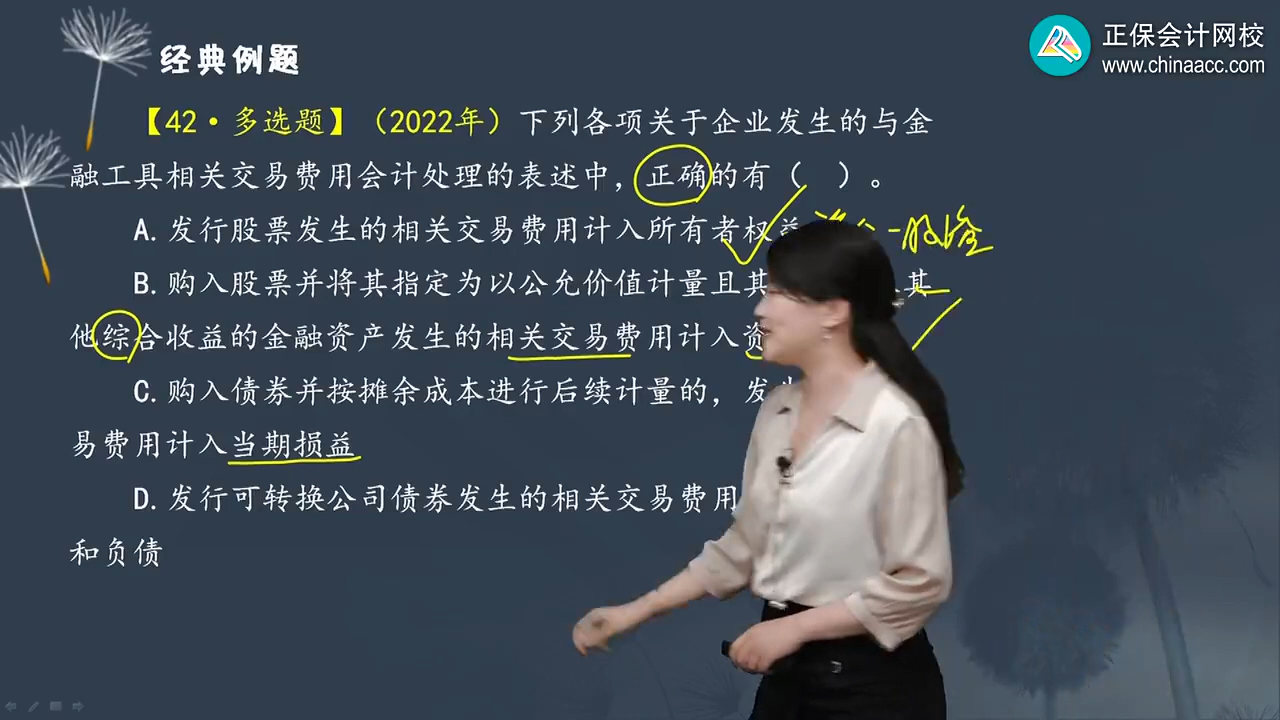 正保会计网校
www.chinaacc.com
经典例题
【42·多选题】（2022年）下列各项关于企业发生的与金
融工具相关交易费用会计处理的表述中，正确的有（ ）。
A. 发行股票发生的相关交易费用计入所有者权益
B. 购入股票并将其指定为以公允价值计量且其
其
他综合收益的金融资产发生的相关交易费用计入资
C. 购入债券并按摊余成本进行后续计量的，发生
易费用计入当期损益
D. 发行可转换公司债券发生的相关交易费用
和负债